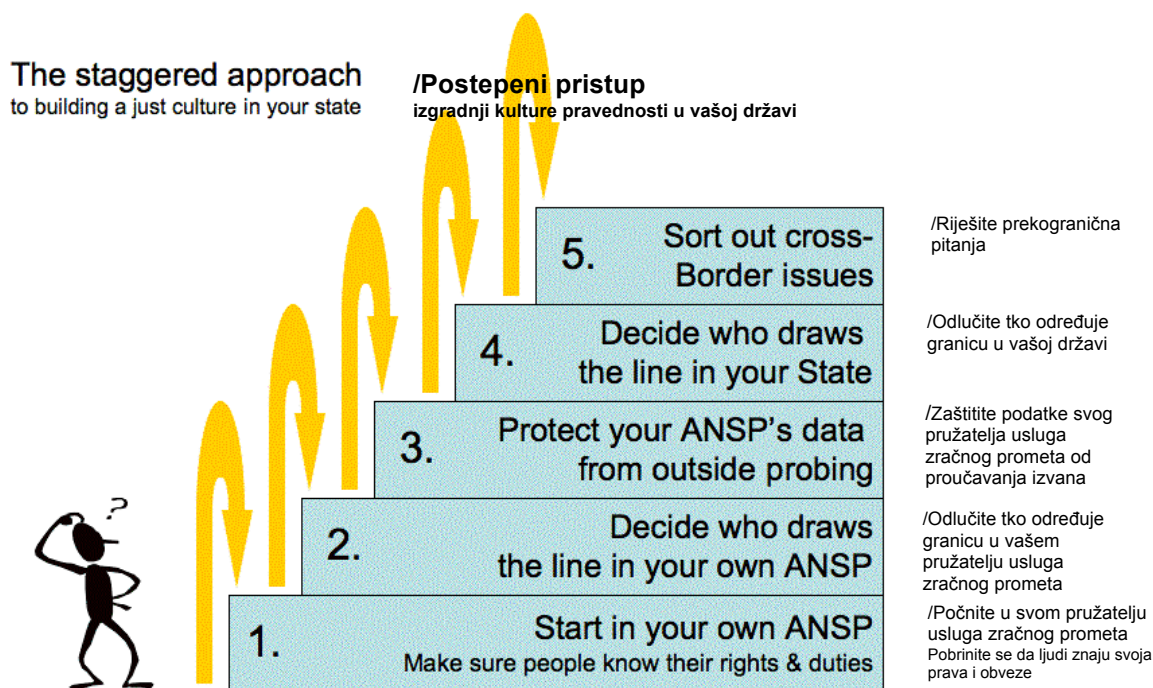 The staggered approach
to building a just culture in your state
/Postepeni pristup
izgradnji kulture pravednosti u vašoj državi
5.
Sort out cross-
Border issues
/Riješite prekogranična
pitanja
4.
Decide who draws
the line in your State
/Odlučite tko određuje
granicu u vašoj državi
3.
Protect your ANSP's data
from outside probing
/Zaštitite podatke svog
pružatelja usluga
zračnog prometa od
proučavanja izvana
2.
Decide who draws
the line in your own ANSP
/Odlučite tko određuje
granicu u vašem
pružatelju usluga
zračnog prometa
1.
Start in your own ANSP
Make sure people know their rights & duties
/Počnite u svom pružatelju
usluga zračnog prometa
Pobrinite se da ljudi znaju svoja
prava i obveze
?